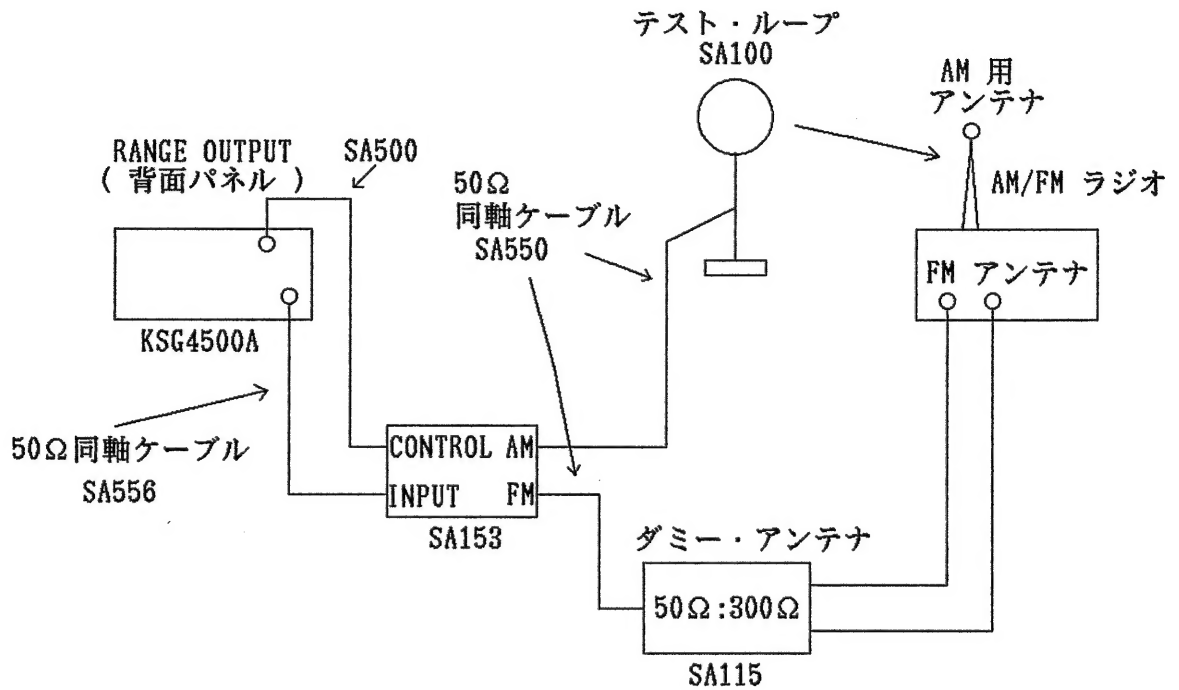 テスト・ループ
SA100
AM 用
アンテナ
RANGE OUTPUT
( 背面パネル )
SA500
50Ω
同軸ケーブル
SA550
AM/FM ラジオ
FM アンテナ
KSG4500A
50Ω同軸ケーブル
SA556
CONTROL AM
INPUT FM
SA153
ダミー・アンテナ
50Ω:300Ω
SA115